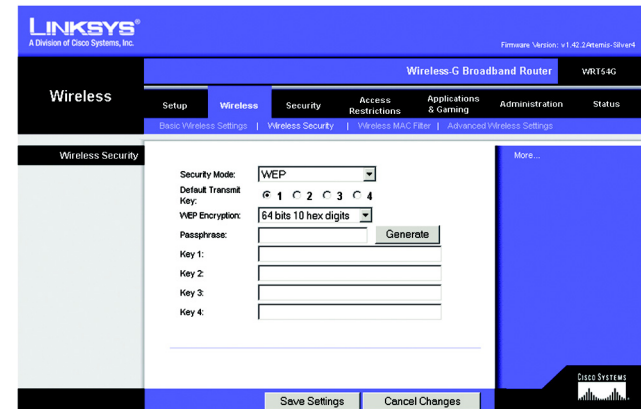 LINKSYS®
A Division of Cisco Systems, Inc.
Firmware Version: v1.42.2Artemis-Silver4
Wireless-G Broadband Router WRT54G
Wireless
Setup Wireless Security Access Restrictions Applications & Gaming Administration Status
Basic Wireless Settings | Wireless Security | Wireless MAC Filter | Advanced Wireless Settings
Wireless Security
More...
Security Mode: WEP
Default Transmit Key: 1 2 3 4
WEP Encryption: 64 bits 10 hex digits
Passphrase: Generate
Key 1:
Key 2:
Key 3:
Key 4:
CISCO SYSTEMS
Save Settings Cancel Changes